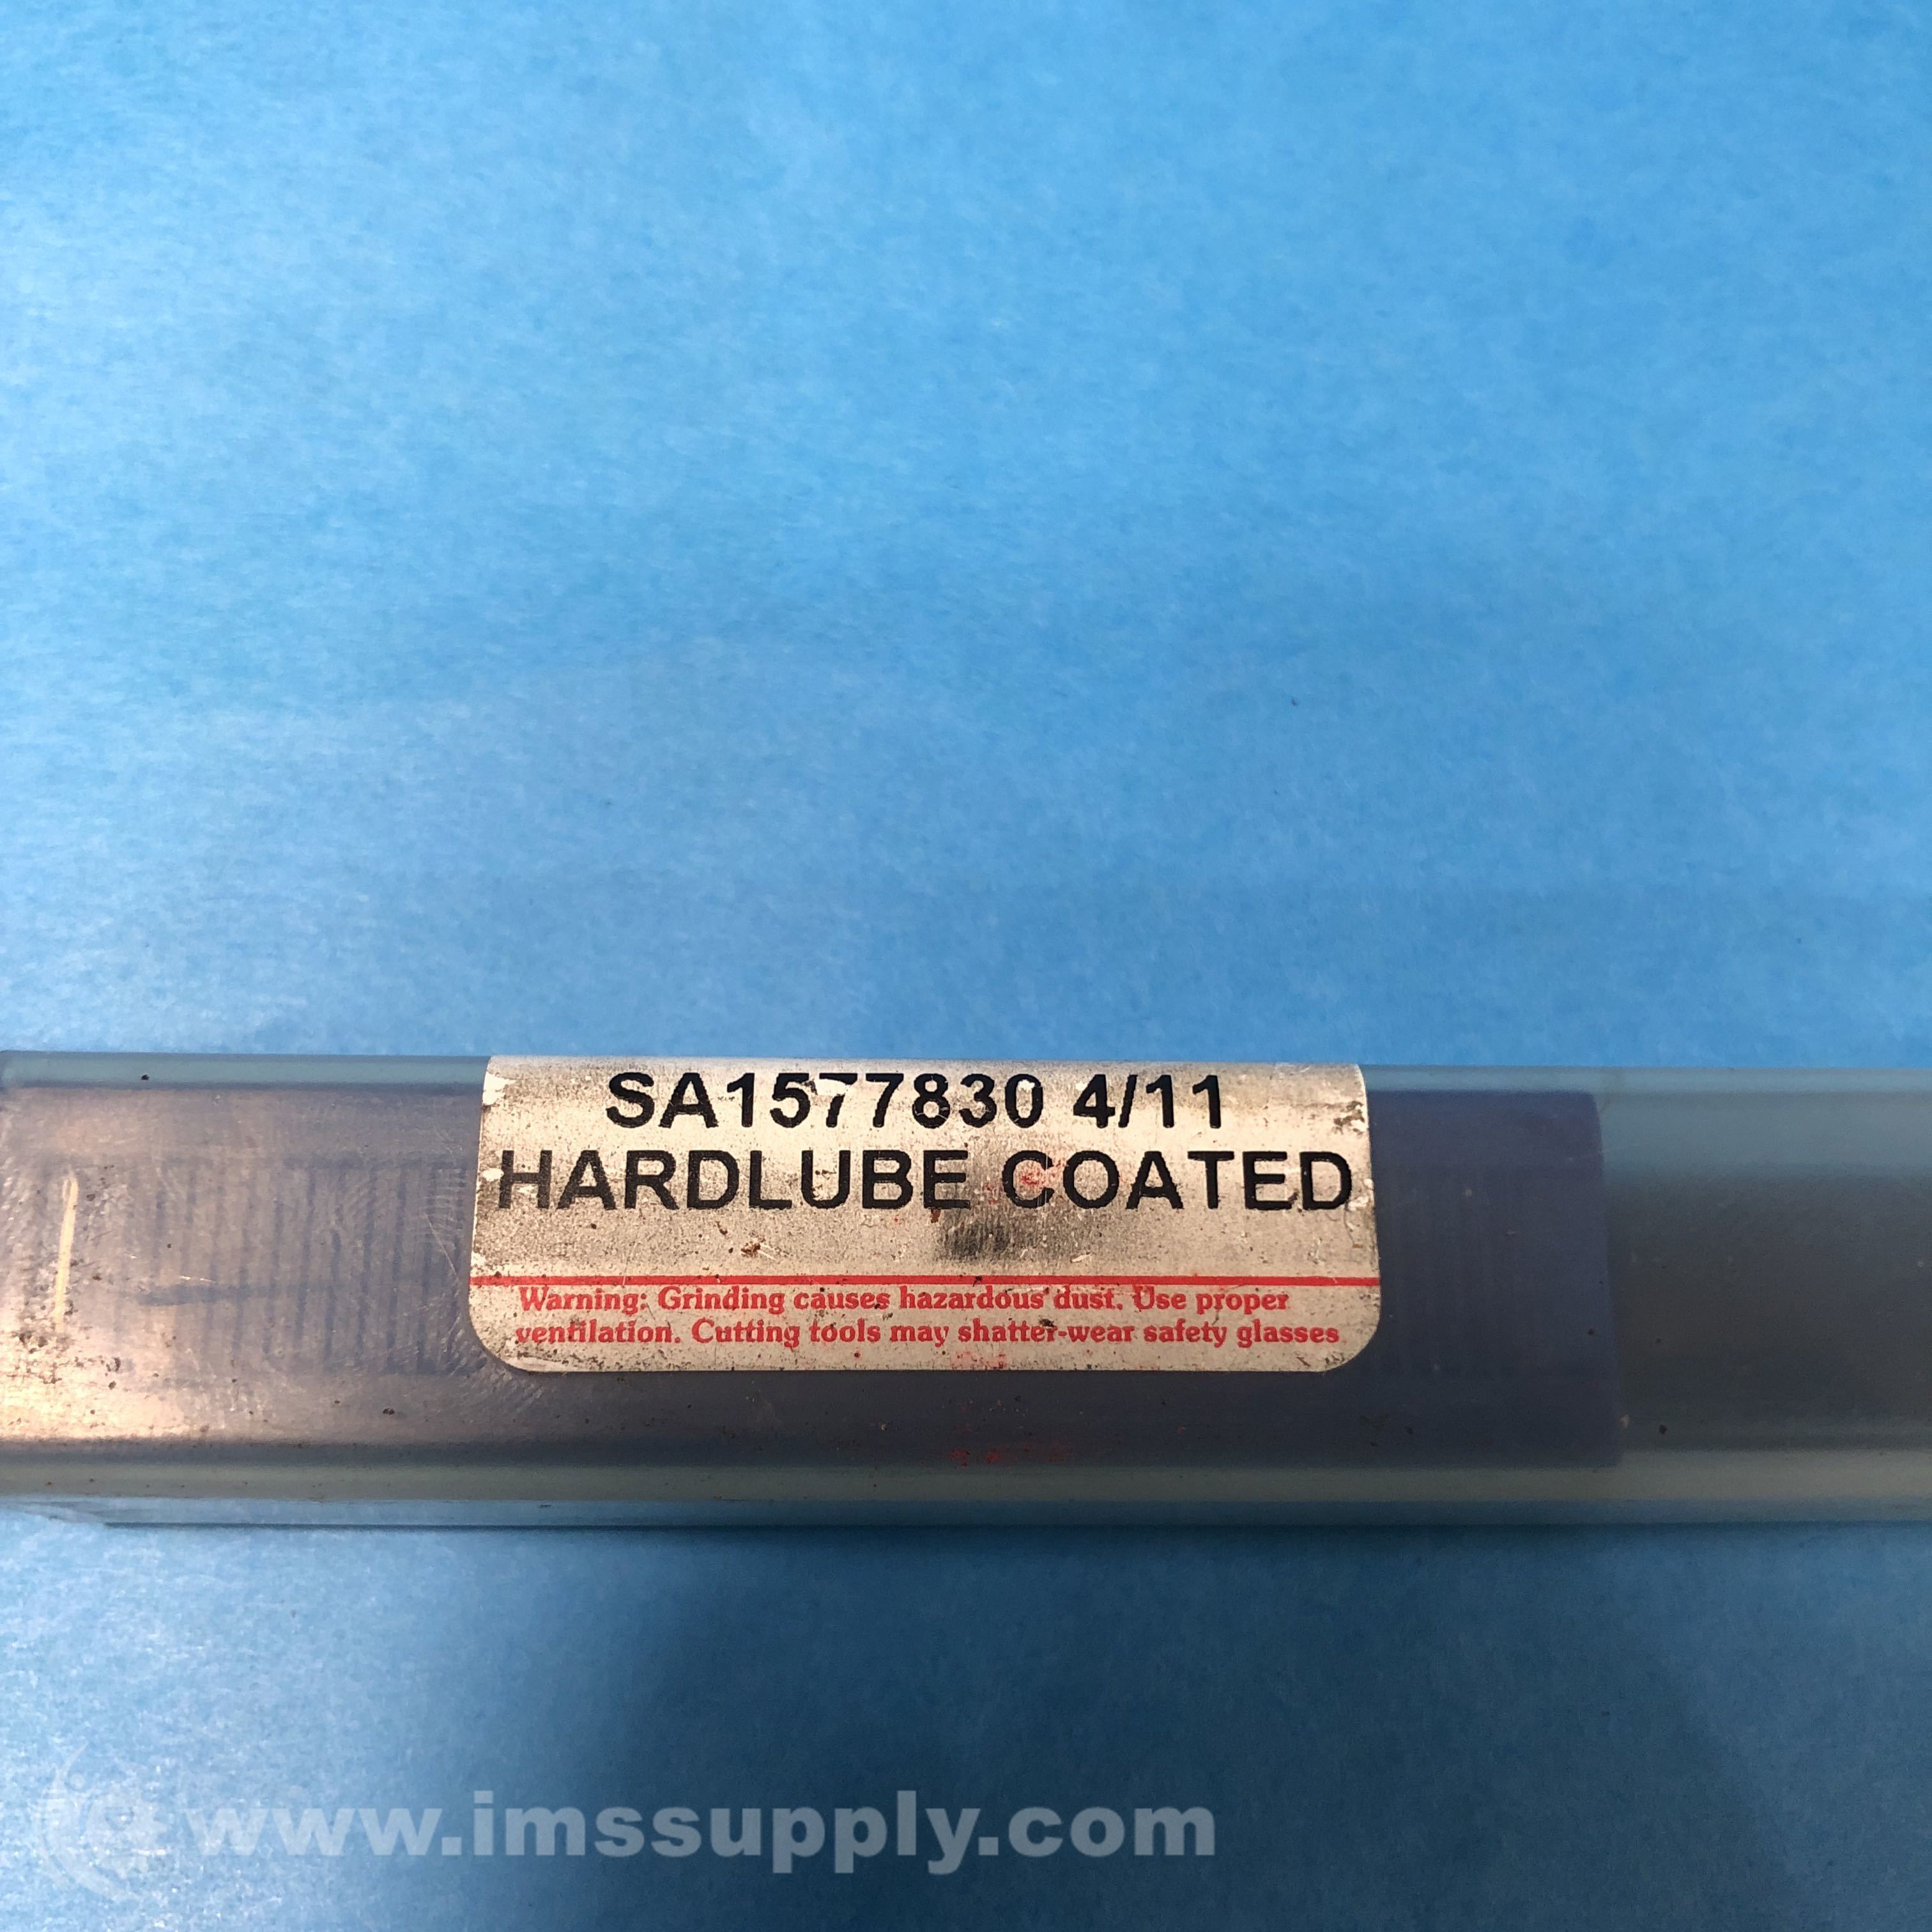 SA1577830 4/11
HARDLUBE COATED
Warning: Grinding causes hazardous dust. Use proper
ventilation. Cutting tools may shatter-wear safety glasses
www.imssupply.com